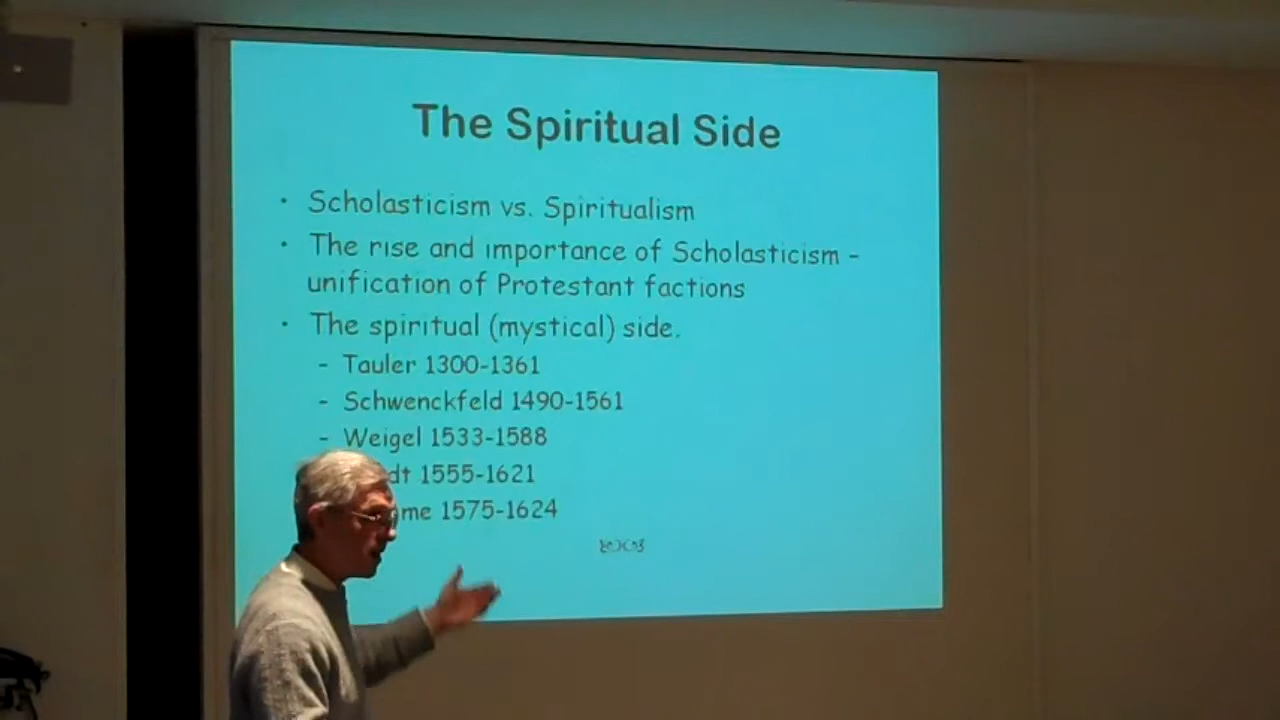 The Spiritual Side
• Scholasticism vs. Spiritualism
• The rise and importance of Scholasticism -
unification of Protestant factions
• The spiritual (mystical) side.
- Tauler 1300-1361
- Schwenckfeld 1490-1561
- Weigel 1533-1588
dt 1555-1621
me 1575-1624